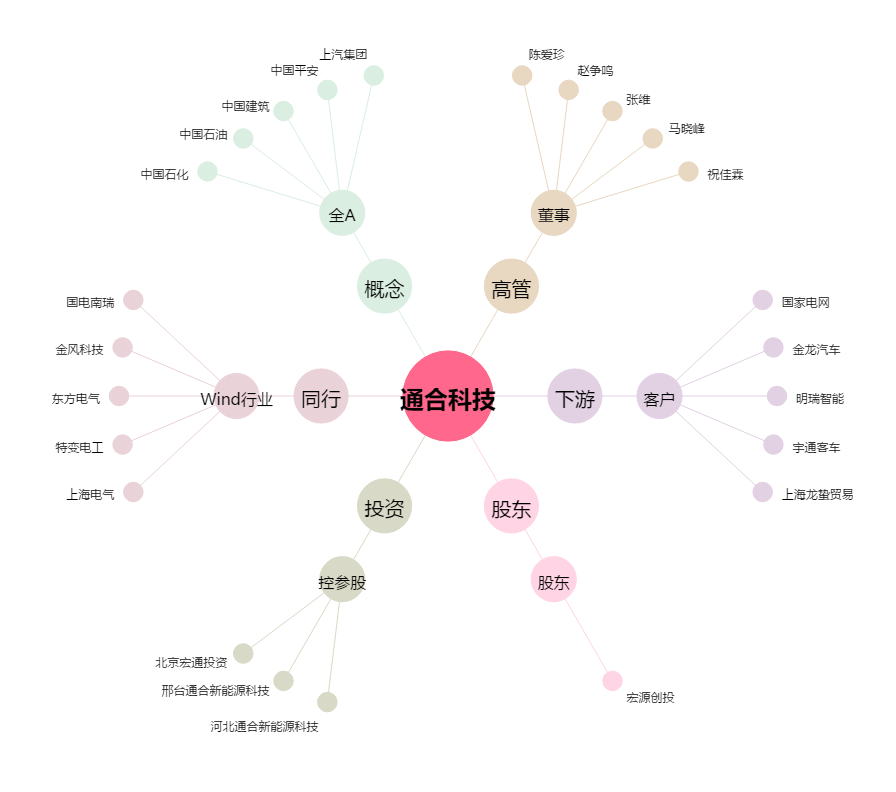 上汽集团
陈爱珍
中国平安
赵争鸣
中国建筑
张维
中国石油
马晓峰
中国石化
祝佳霖
全A
董事
概念
高管
国电南瑞
国家电网
金风科技
金龙汽车
东方电气
Wind行业
同行
通合科技
下游
客户
明瑞智能
特变电工
宇通客车
上海电气
上海龙蛰贸易
投资
股东
控参股
股东
北京宏通投资
邢台通合新能源科技
宏源创投
河北通合新能源科技